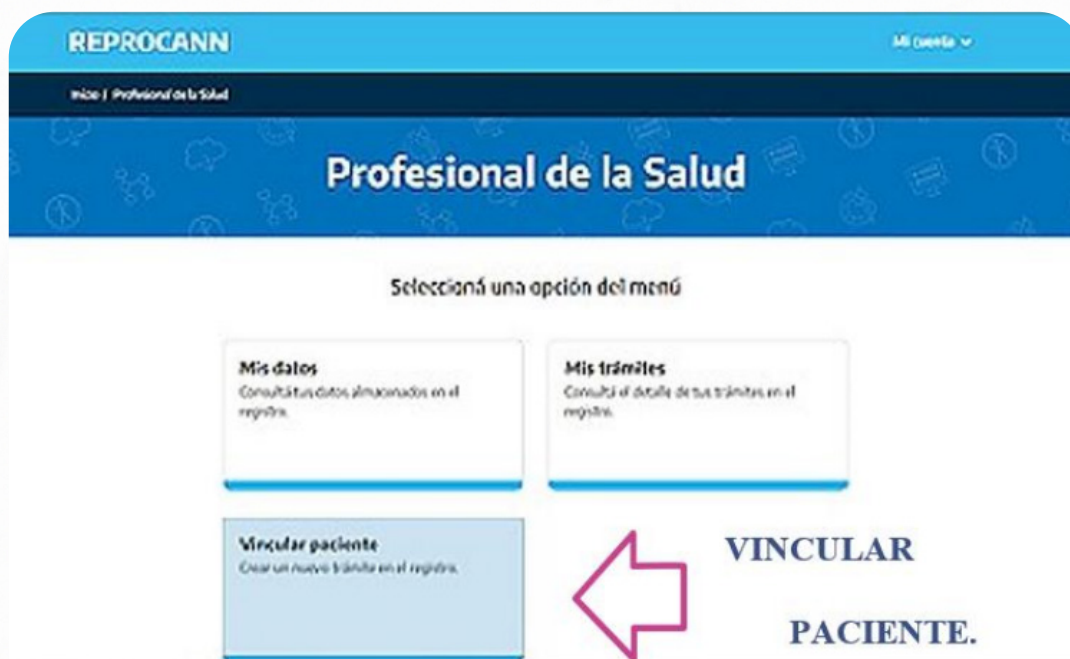 REPROCANN
Mi cuenta
Inicio | Profesional de la Salud
Profesional de la Salud
Seleccioná una opción del menú
Mis datos
Consultá tus datos almacenados en el
registro.
Mis trámites
Consultá el detalle de tus trámites en el
registro.
Vincular paciente
Crear un nuevo trámite en el registro.
VINCULAR
PACIENTE.